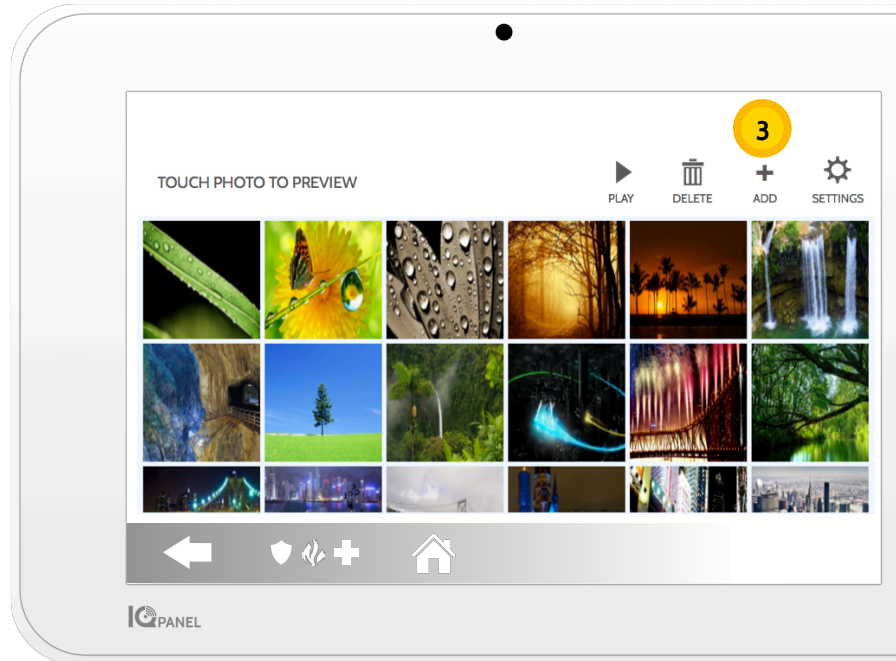 3
TOUCH PHOTO TO PREVIEW
PLAY
DELETE
ADD
SETTINGS
IQ PANEL